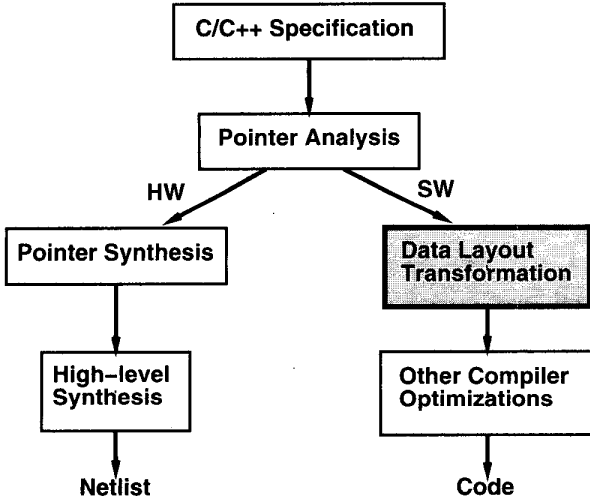 C/C++ Specification
Pointer Analysis
HW
SW
Pointer Synthesis
Data Layout
Transformation
High-level
Synthesis
Other Compiler
Optimizations
Netlist
Code